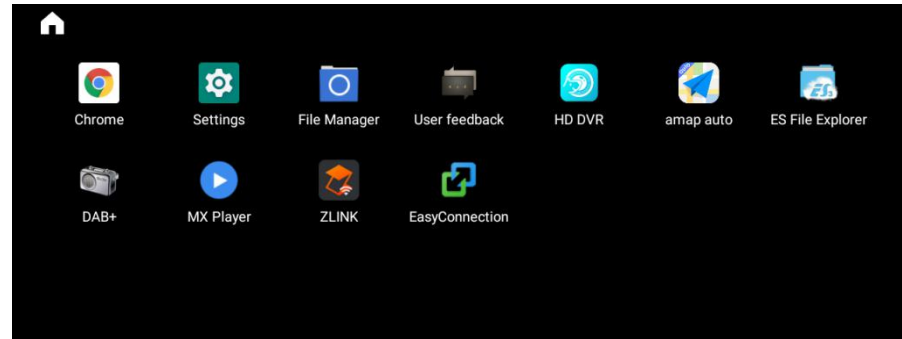 Chrome
Settings
File Manager
User feedback
HD DVR
amap auto
ES File Explorer
DAB+
MX Player
ZLINK
EasyConnection